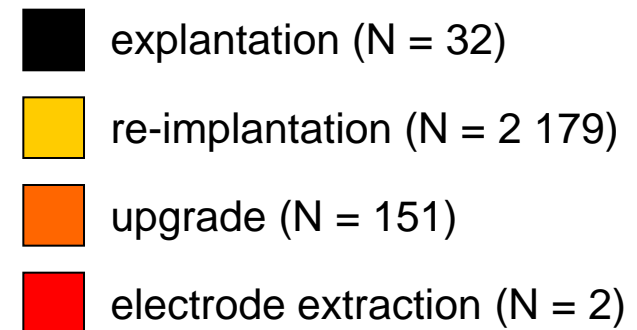 explantation (N = 32)
re-implantation (N = 2 179)
upgrade (N = 151)
electrode extraction (N = 2)